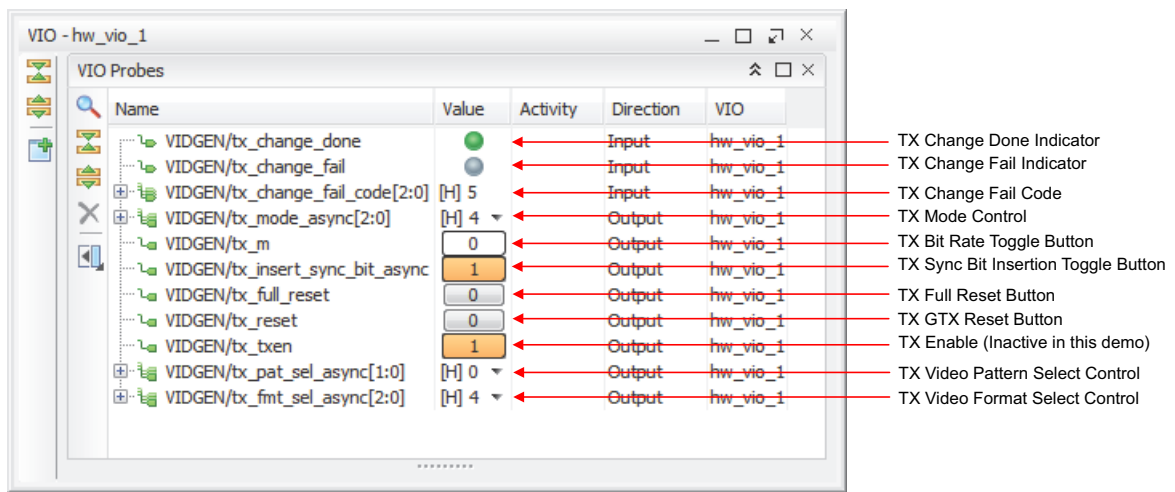 VIO - hw_vio_1
VIO Probes
Name Value Activity Direction VIO
VIDGEN/tx_change_done Input hw_vio_1 TX Change Done Indicator
VIDGEN/tx_change_fail Input hw_vio_1 TX Change Fail Indicator
VIDGEN/tx_change_fail_code[2:0] [H] 5 Input hw_vio_1 TX Change Fail Code
VIDGEN/tx_mode_async[2:0] [H] 4 Output hw_vio_1 TX Mode Control
VIDGEN/tx_m 0 Output hw_vio_1 TX Bit Rate Toggle Button
VIDGEN/tx_insert_sync_bit_async 1 Output hw_vio_1 TX Sync Bit Insertion Toggle Button
VIDGEN/tx_full_reset 0 Output hw_vio_1 TX Full Reset Button
VIDGEN/tx_reset 0 Output hw_vio_1 TX GTX Reset Button
VIDGEN/tx_txen 1 Output hw_vio_1 TX Enable (Inactive in this demo)
VIDGEN/tx_pat_sel_async[1:0] [H] 0 Output hw_vio_1 TX Video Pattern Select Control
VIDGEN/tx_fmt_sel_async[2:0] [H] 4 Output hw_vio_1 TX Video Format Select Control